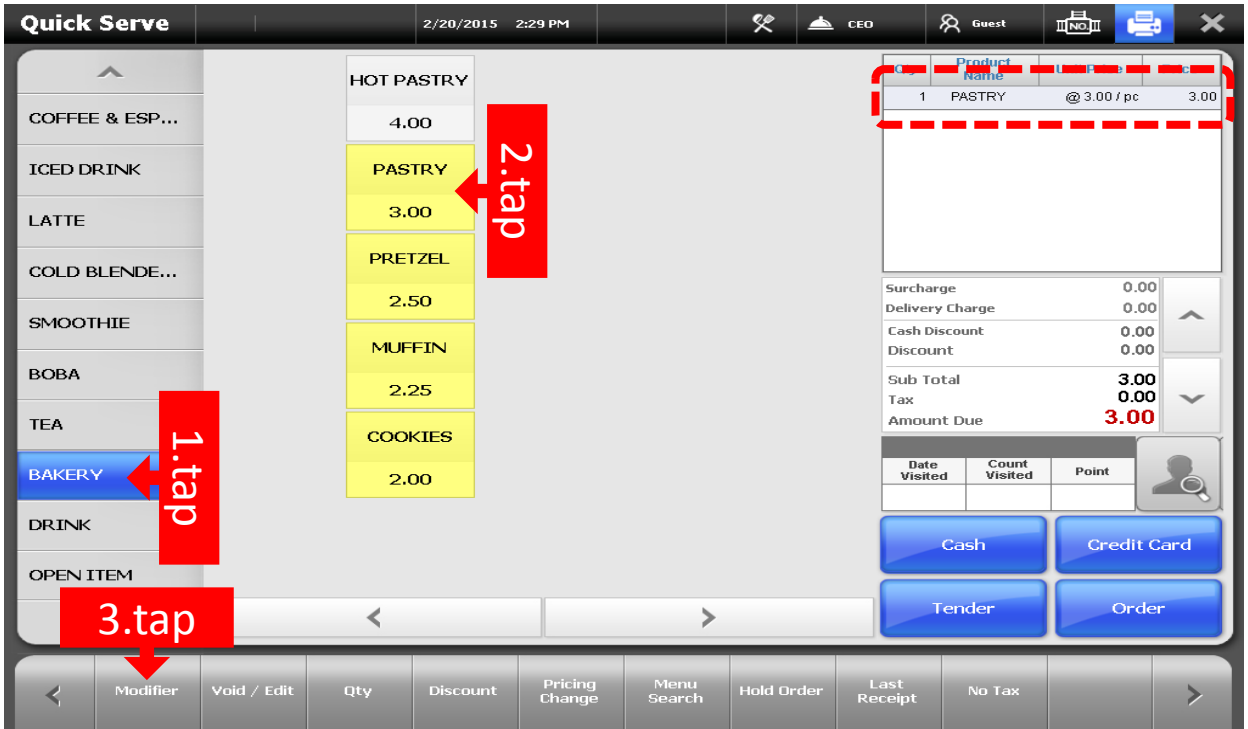 Quick Serve
2/20/2015 2:29 PM
CEO
Guest
NO.
COFFEE & ESP...
ICED DRINK
LATTE
COLD BLENDE...
SMOOTHIE
BOBA
TEA
BAKERY
DRINK
OPEN ITEM
1.tap
HOT PASTRY
4.00
PASTRY
3.00
PRETZEL
2.50
MUFFIN
2.25
COOKIES
2.00
2.tap
Product
Name
1 PASTRY @ 3.00 / pc 3.00
Surcharge 0.00
Delivery Charge 0.00
Cash Discount 0.00
Discount 0.00
Sub Total 3.00
Tax 0.00
Amount Due 3.00
Date Visited Count Visited Point
Cash Credit Card
Tender Order
3.tap
Modifier Void / Edit Qty Discount Pricing Change Menu Search Hold Order Last Receipt No Tax